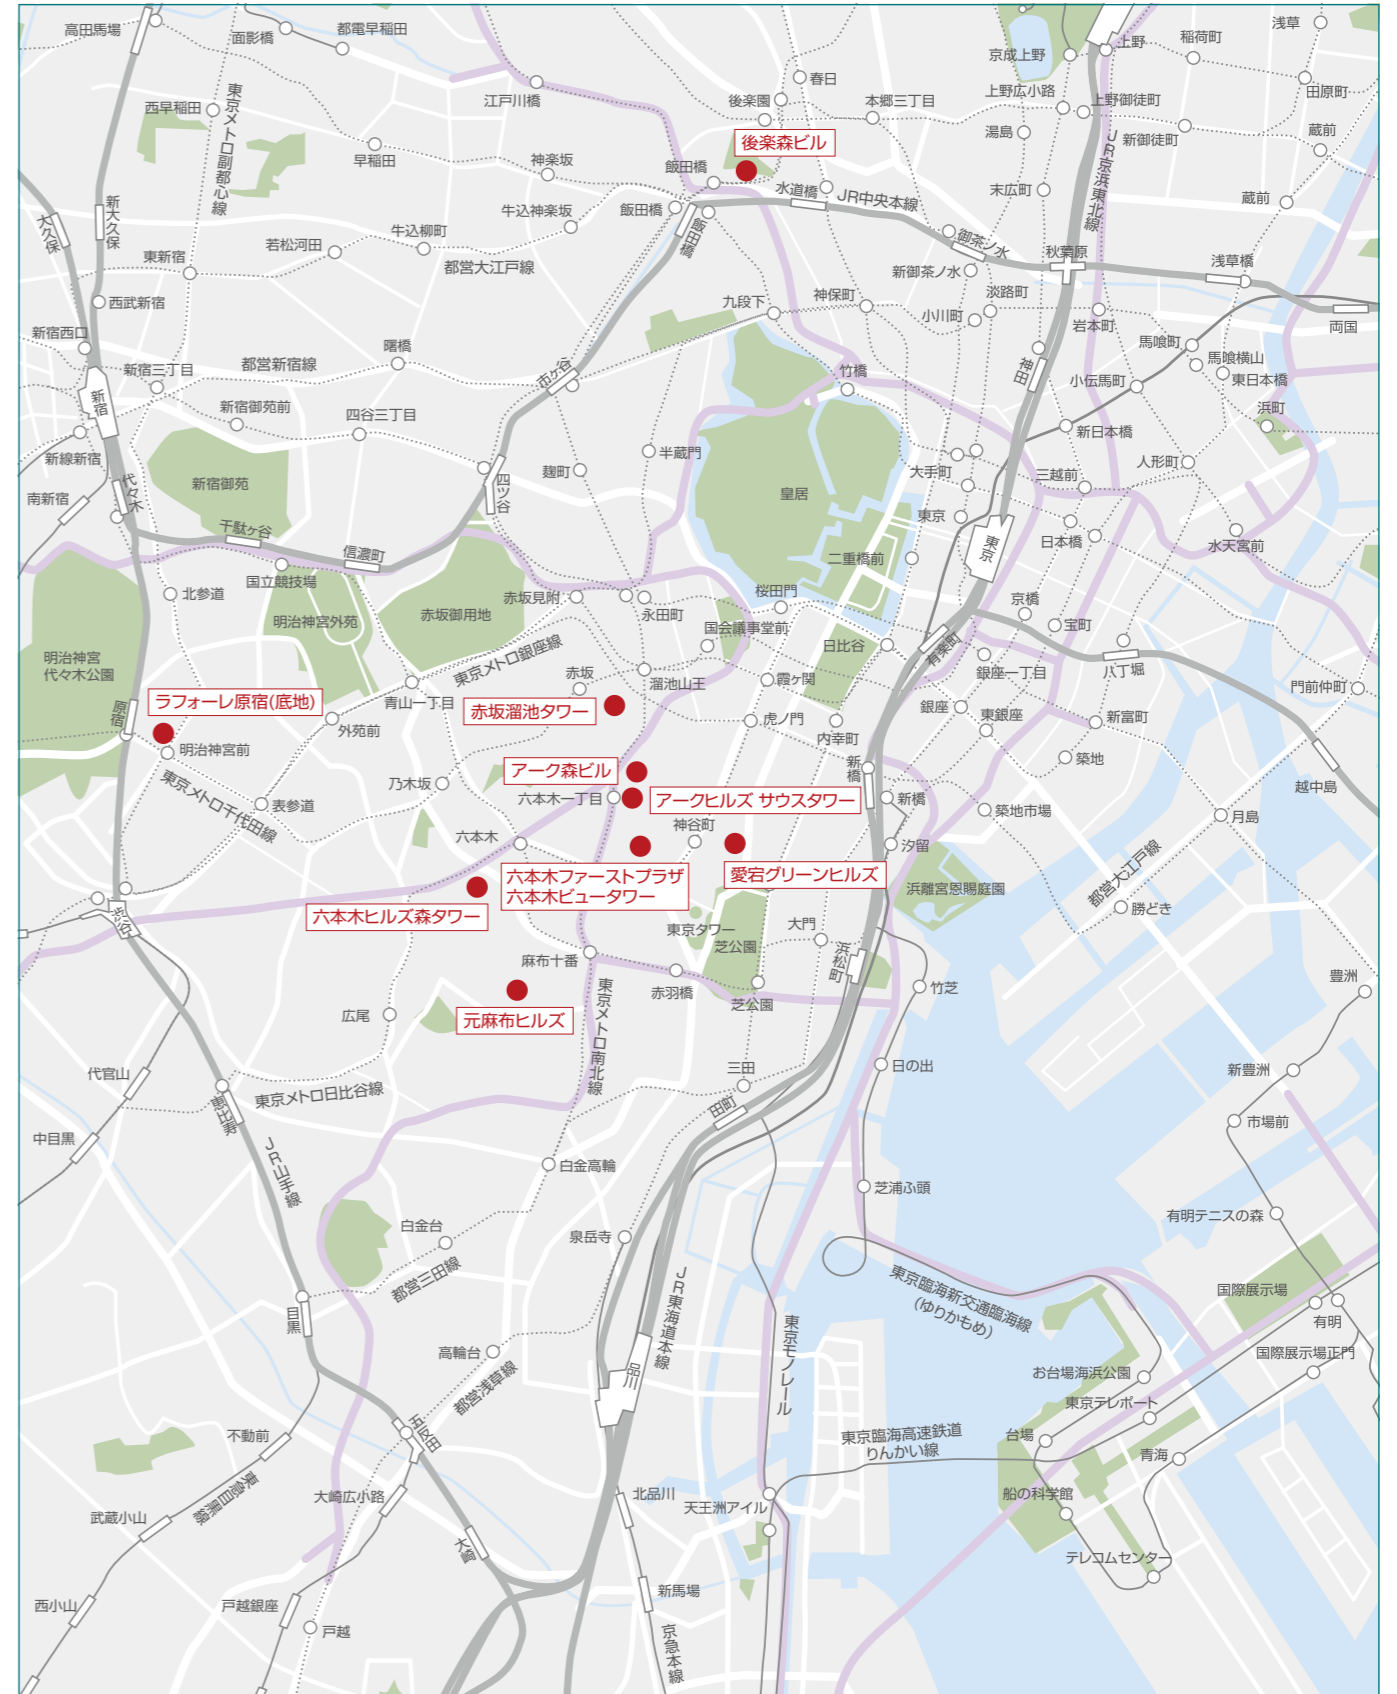 高田馬場
面影橋
都電早稲田
江戸川橋
春日
後楽園
本郷三丁目
京成上野
上野
稲荷町
浅草
田原町
上野広小路
上野御徒町
新御徒町
蔵前
湯島
西早稲田
東京メトロ副都心線
早稲田
神楽坂
飯田橋
後楽森ビル
水道橋
JR中央本線
末広町
JR京浜東北線
蔵前
大久保
新大久保
東新宿
若松河田
牛込柳町
牛込神楽坂
飯田橋
飯田橋
都営大江戸線
御茶ノ水
新御茶ノ水
秋葉原
浅草橋
両国
西武新宿
新宿西口
新宿三丁目
都営新宿線
曙橋
市ヶ谷
九段下
神保町
小川町
淡路町
岩本町
馬喰町
馬喰横山
東日本橋
新宿
新宿御苑前
四谷三丁目
竹橋
神田
小伝馬町
浜町
新線新宿
南新宿
代々木
新宿御苑
四ツ谷
麹町
半蔵門
皇居
大手町
新日本橋
三越前
人形町
千駄ヶ谷
信濃町
東京
東京
日本橋
水天宮前
国立競技場
北参道
明治神宮外苑
赤坂御用地
赤坂見附
永田町
桜田門
二重橋前
国会議事堂前
日比谷
有楽町
京橋
宝町
八丁堀
明治神宮
代々木公園
東京メトロ銀座線
赤坂
溜池山王
霞ヶ関
銀座一丁目
門前仲町
原宿
ラフォーレ原宿(底地)
青山一丁目
外苑前
赤坂溜池タワー
虎ノ門
内幸町
銀座
東銀座
新富町
明治神宮前
東京メトロ千代田線
表参道
乃木坂
アーク森ビル
六本木一丁目
アークヒルズ サウスタワー
新橋
新橋
築地
築地市場
越中島
月島
六本木
神谷町
汐留
六本木ファーストプラザ
六本木ビュータワー
愛宕グリーンヒルズ
六本木ヒルズ森タワー
浜離宮恩賜庭園
都営大江戸線
勝どき
渋谷
東京タワー
芝公園
大門
浜松町
麻布十番
赤羽橋
芝公園
竹芝
豊洲
元麻布ヒルズ
広尾
東京メトロ南北線
代官山
恵比寿
東京メトロ日比谷線
三田
田町
日の出
新豊洲
市場前
中目黒
JR山手線
白金高輪
芝浦ふ頭
有明テニスの森
白金台
都営三田線
泉岳寺
JR東海道本線
東京モノレール
東京臨海新交通臨海線
(ゆりかもめ)
国際展示場
有明
国際展示場正門
目黒
高輪台
都営浅草線
品川
お台場海浜公園
東京テレポート
台場
青海
不動前
五反田
東急目黒線
東京臨海高速鉄道
りんかい線
大崎広小路
武蔵小山
大崎
北品川
天王洲アイル
船の科学館
テレコムセンター
西小山
戸越銀座
戸越
新馬場
京急本線